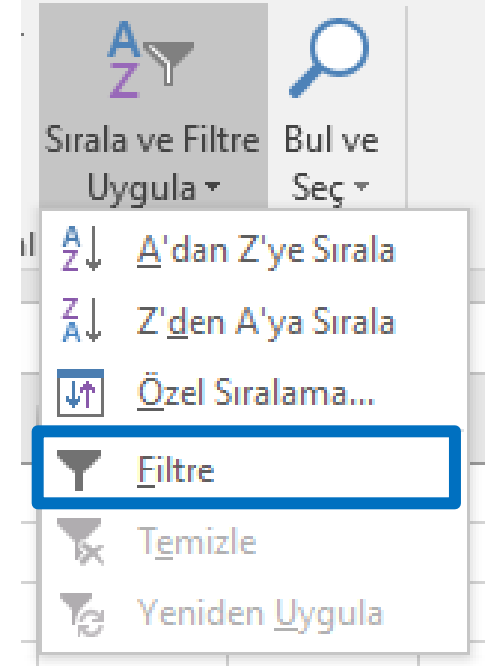 Sırala ve Filtre
Uygula
Bul ve
Seç
A'dan Z'ye Sırala
Z'den A'ya Sırala
Özel Sıralama...
Filtre
Temizle
Yeniden Uygula